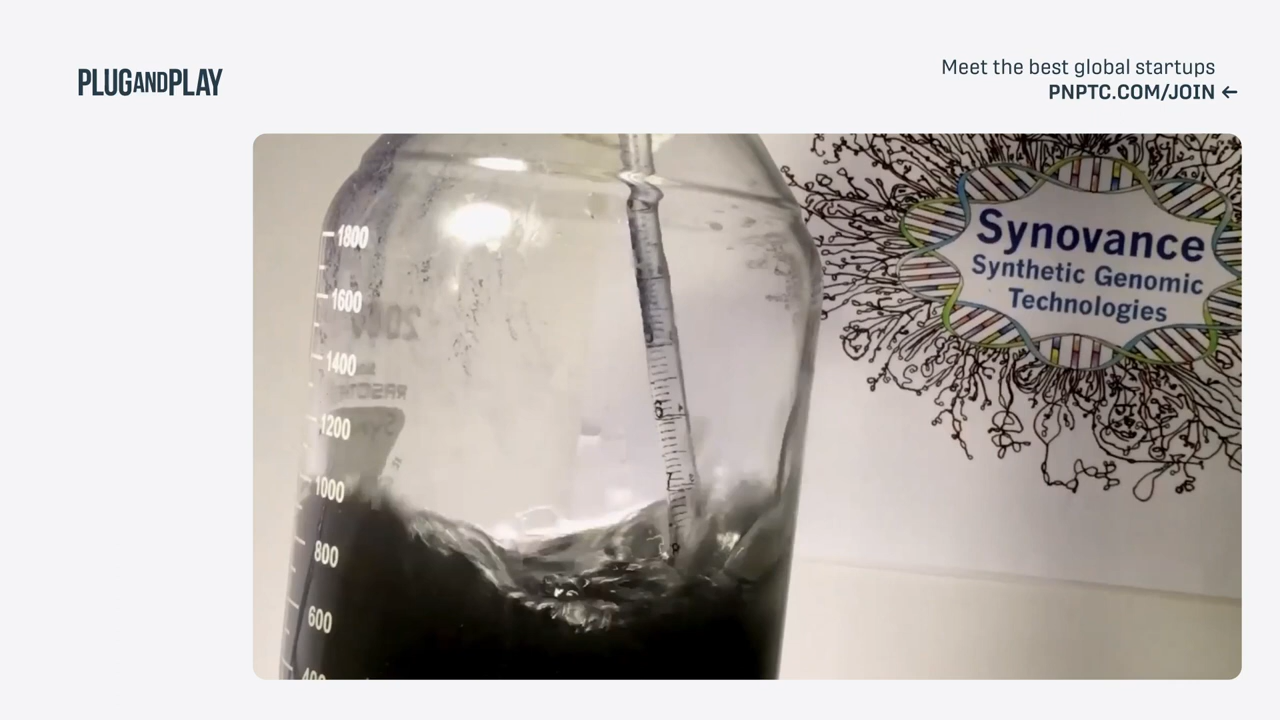 PLUGANDPLAY
Meet the best global startups
PNPTC.COM/JOIN ←
1800
1600
1400
1200
1000
800
600
400
Synovance
Synthetic Genomic
Technologies